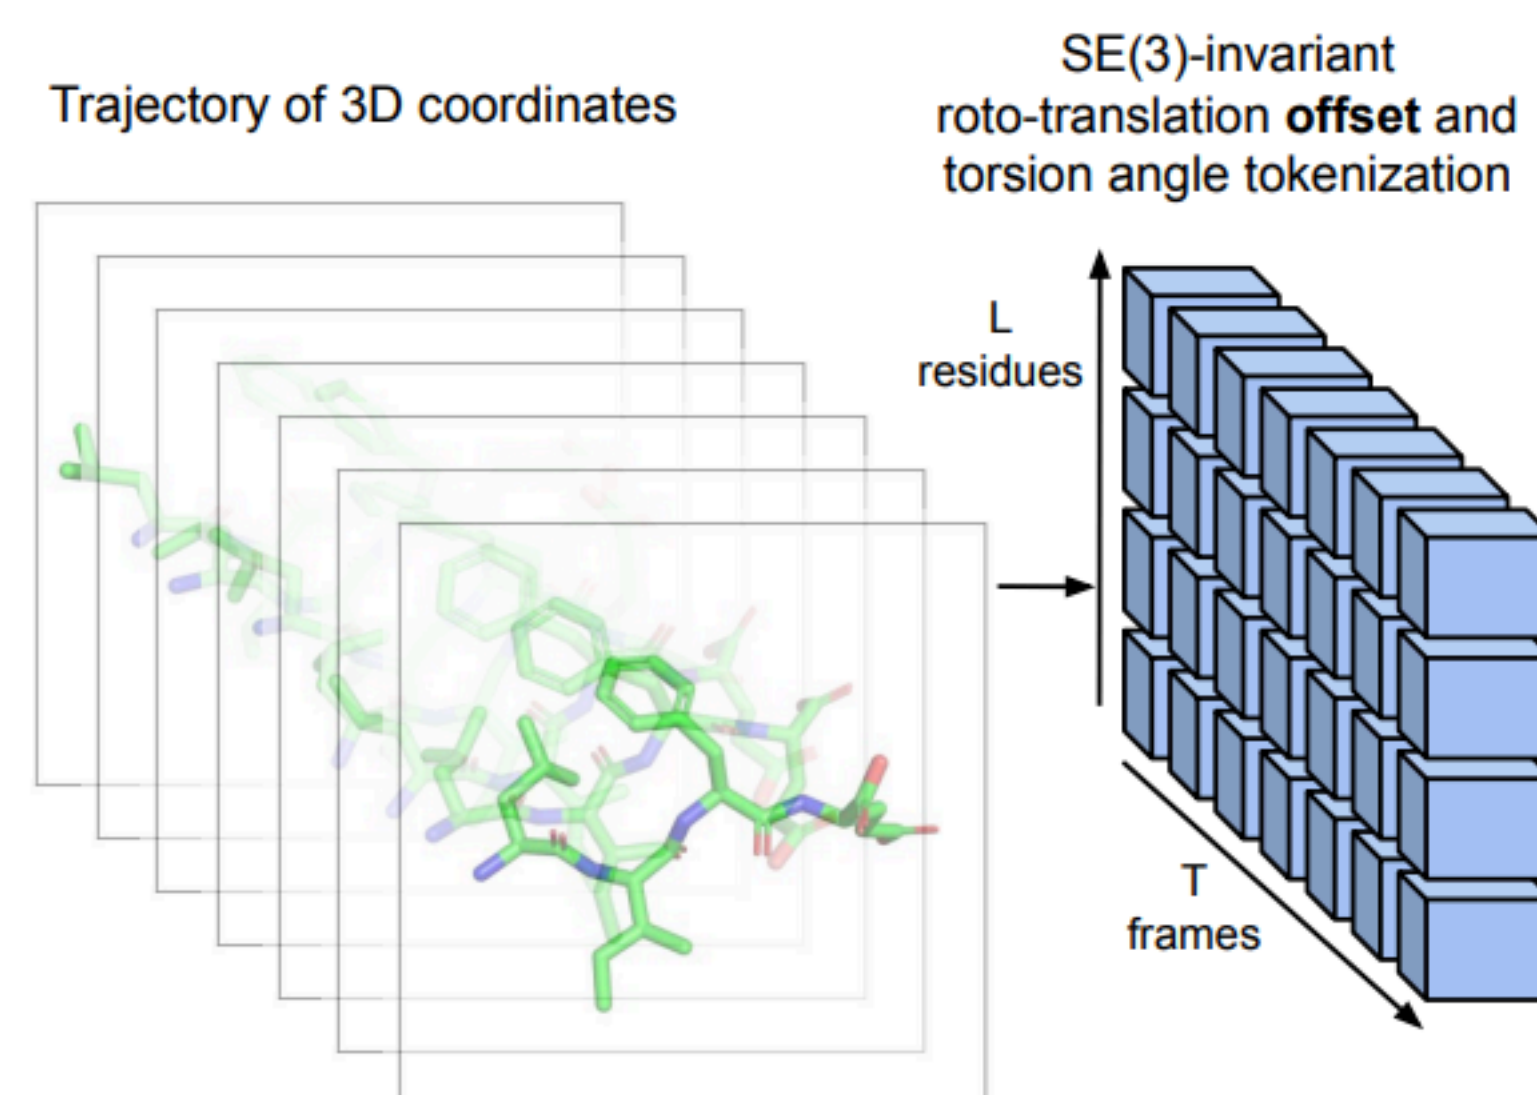 Trajectory of 3D coordinates
SE(3)-invariant
roto-translation offset and
torsion angle tokenization
L
residues
T
frames